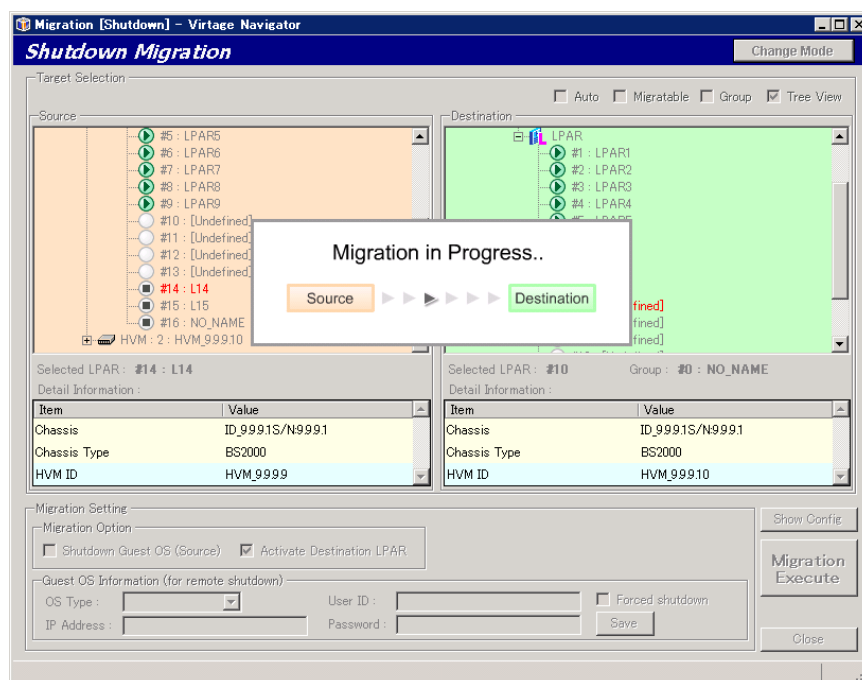 Migration [Shutdown] - Virtage Navigator
Shutdown Migration
Change Mode
Target Selection
Auto Migratable Group Tree View
Source
#5 : LPAR5
#6 : LPAR6
#7 : LPAR7
#8 : LPAR8
#9 : LPAR9
#10 : [Undefined]
#11 : [Undefined]
#12 : [Undefined]
#13 : [Undefined]
#14 : L14
#15 : L15
#16 : NO_NAME
HVM : 2 : HVM_9.9.9.10
Destination
LPAR
#1 : LPAR1
#2 : LPAR2
#3 : LPAR3
#4 : LPAR4
fined]
fined]
fined]
Migration in Progress..
Source Destination
Selected LPAR : #14 : L14
Detail Information :
Item Value
Chassis ID_9.9.9.1S/N:9.9.9.1
Chassis Type BS2000
HVM ID HVM_9.9.9.9
Selected LPAR : #10 Group : #0 : NO_NAME
Detail Information :
Item Value
Chassis ID_9.9.9.1S/N:9.9.9.1
Chassis Type BS2000
HVM ID HVM_9.9.9.10
Migration Setting
Migration Option
Shutdown Guest OS (Source) Activate Destination LPAR
Guest OS Information (for remote shutdown)
OS Type : User ID : Forced shutdown
IP Address : Password : Save
Show Config
Migration
Execute
Close